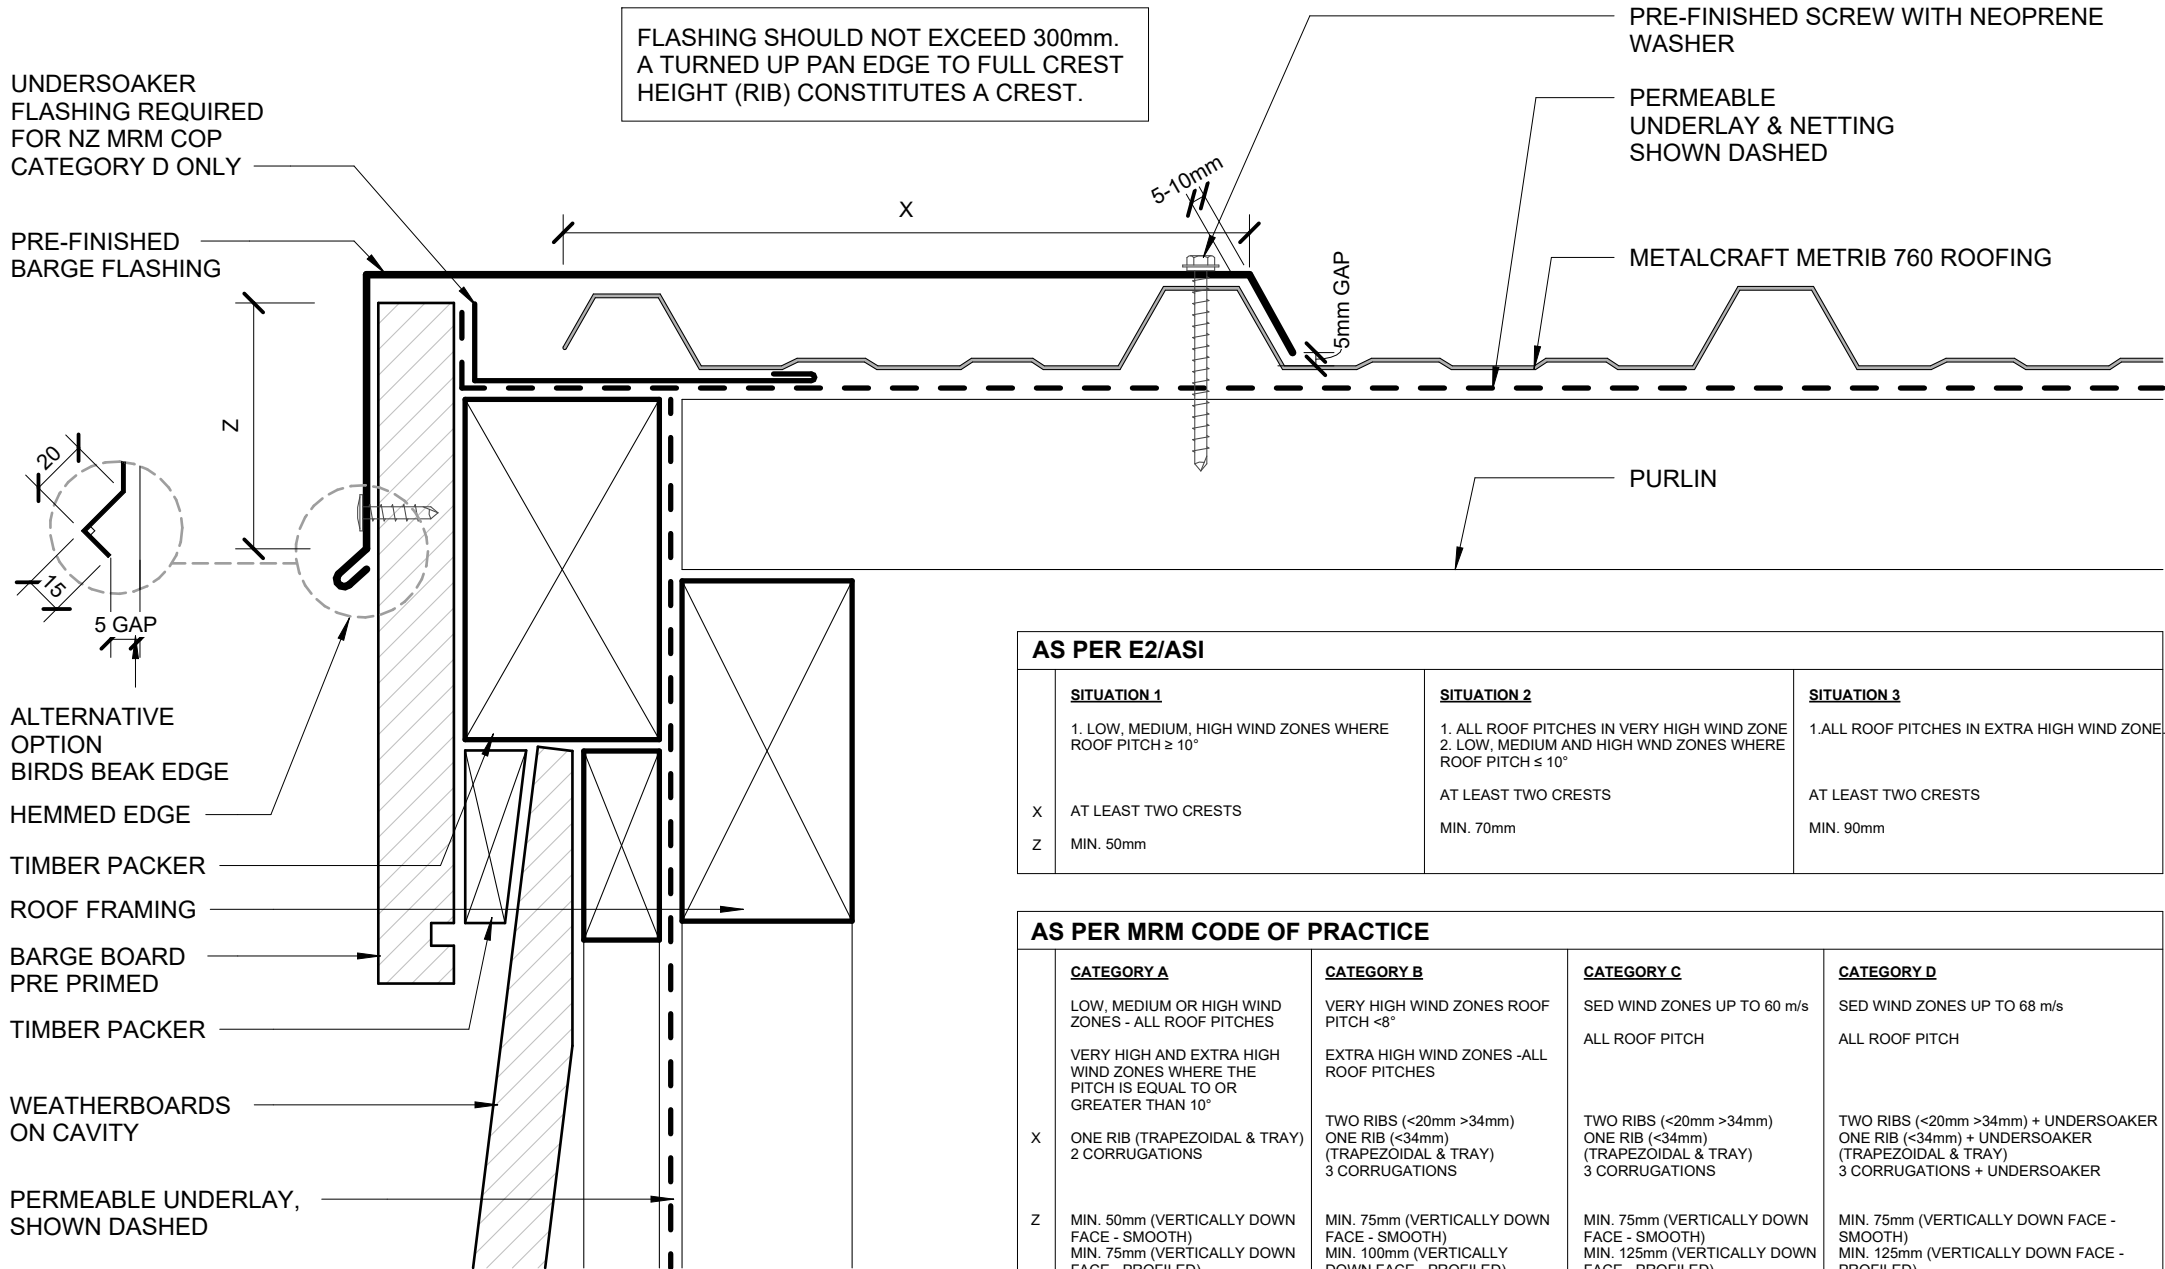 FLASHING SHOULD NOT EXCEED 300mm.
A TURNED UP PAN EDGE TO FULL CREST
HEIGHT (RIB) CONSTITUTES A CREST.
UNDERSOAKER
FLASHING REQUIRED
FOR NZ MRM COP
CATEGORY D ONLY
PRE-FINISHED
BARGE FLASHING
PRE-FINISHED SCREW WITH NEOPRENE
WASHER
PERMEABLE
UNDERLAY & NETTING
SHOWN DASHED
METALCRAFT METRIB 760 ROOFING
PURLIN
X
5-10mm
5mm GAP
Z
20
15
5 GAP
ALTERNATIVE
OPTION
BIRDS BEAK EDGE
HEMMED EDGE
TIMBER PACKER
ROOF FRAMING
BARGE BOARD
PRE PRIMED
TIMBER PACKER
WEATHERBOARDS
ON CAVITY
PERMEABLE UNDERLAY,
SHOWN DASHED
AS PER E2/ASI
SITUATION 1
1. LOW, MEDIUM, HIGH WIND ZONES WHERE
ROOF PITCH ≥ 10°
X
AT LEAST TWO CRESTS
Z
MIN. 50mm
SITUATION 2
1. ALL ROOF PITCHES IN VERY HIGH WIND ZONE
2. LOW, MEDIUM AND HIGH WND ZONES WHERE
ROOF PITCH ≤ 10°
AT LEAST TWO CRESTS
MIN. 70mm
SITUATION 3
1.ALL ROOF PITCHES IN EXTRA HIGH WIND ZONE.
AT LEAST TWO CRESTS
MIN. 90mm
AS PER MRM CODE OF PRACTICE
CATEGORY A
LOW, MEDIUM OR HIGH WIND
ZONES - ALL ROOF PITCHES
VERY HIGH AND EXTRA HIGH
WIND ZONES WHERE THE
PITCH IS EQUAL TO OR
GREATER THAN 10°
X
ONE RIB (TRAPEZOIDAL & TRAY)
2 CORRUGATIONS
Z
MIN. 50mm (VERTICALLY DOWN
FACE - SMOOTH)
MIN. 75mm (VERTICALLY DOWN
FACE - PROFILED)
CATEGORY B
VERY HIGH WIND ZONES ROOF
PITCH <8°
EXTRA HIGH WIND ZONES -ALL
ROOF PITCHES
TWO RIBS (<20mm >34mm)
ONE RIB (<34mm)
(TRAPEZOIDAL & TRAY)
3 CORRUGATIONS
MIN. 75mm (VERTICALLY DOWN
FACE - SMOOTH)
MIN. 100mm (VERTICALLY
DOWN FACE - PROFILED)
CATEGORY C
SED WIND ZONES UP TO 60 m/s
ALL ROOF PITCH
TWO RIBS (<20mm >34mm)
ONE RIB (<34mm)
(TRAPEZOIDAL & TRAY)
3 CORRUGATIONS
MIN. 75mm (VERTICALLY DOWN
FACE - SMOOTH)
MIN. 125mm (VERTICALLY DOWN
FACE - PROFILED)
CATEGORY D
SED WIND ZONES UP TO 68 m/s
ALL ROOF PITCH
TWO RIBS (<20mm >34mm) + UNDERSOAKER
ONE RIB (<34mm) + UNDERSOAKER
(TRAPEZOIDAL & TRAY)
3 CORRUGATIONS + UNDERSOAKER
MIN. 75mm (VERTICALLY DOWN FACE -
SMOOTH)
MIN. 125mm (VERTICALLY DOWN FACE -
PROFILED)